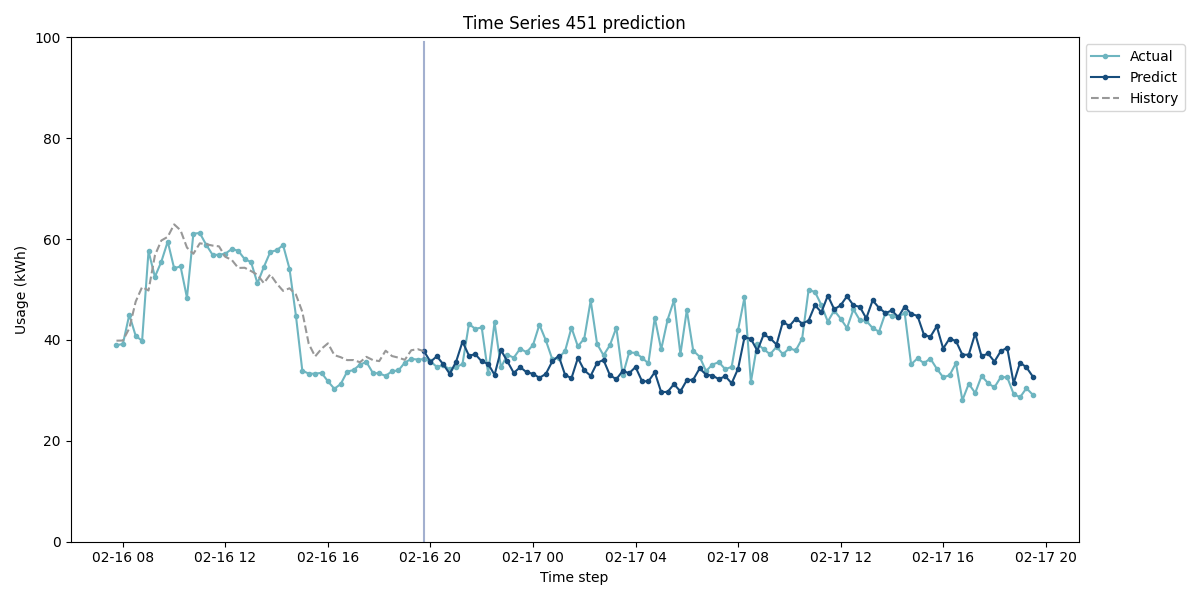 Time Series 451 prediction
100
80
60
40
20
0
Usage (kWh)
02-16 08
02-16 12
02-16 16
02-16 20
02-17 00
02-17 04
02-17 08
02-17 12
02-17 16
02-17 20
Time step
Actual
Predict
History